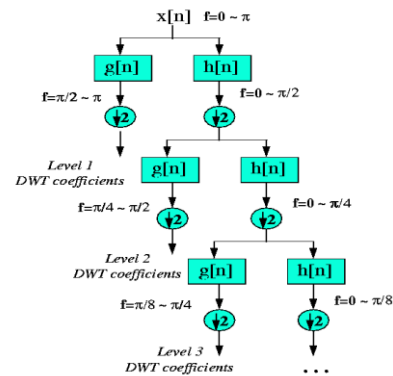 x[n] f=0 ~ π
g[n] h[n]
f=π/2 ~ π f=0 ~ π/2
↓2 ↓2
Level 1
DWT coefficients
g[n] h[n]
f=π/4 ~ π/2 f=0 ~ π/4
↓2 ↓2
Level 2
DWT coefficients
g[n] h[n]
f=π/8 ~ π/4 f=0 ~ π/8
↓2 ↓2
Level 3
DWT coefficients
...